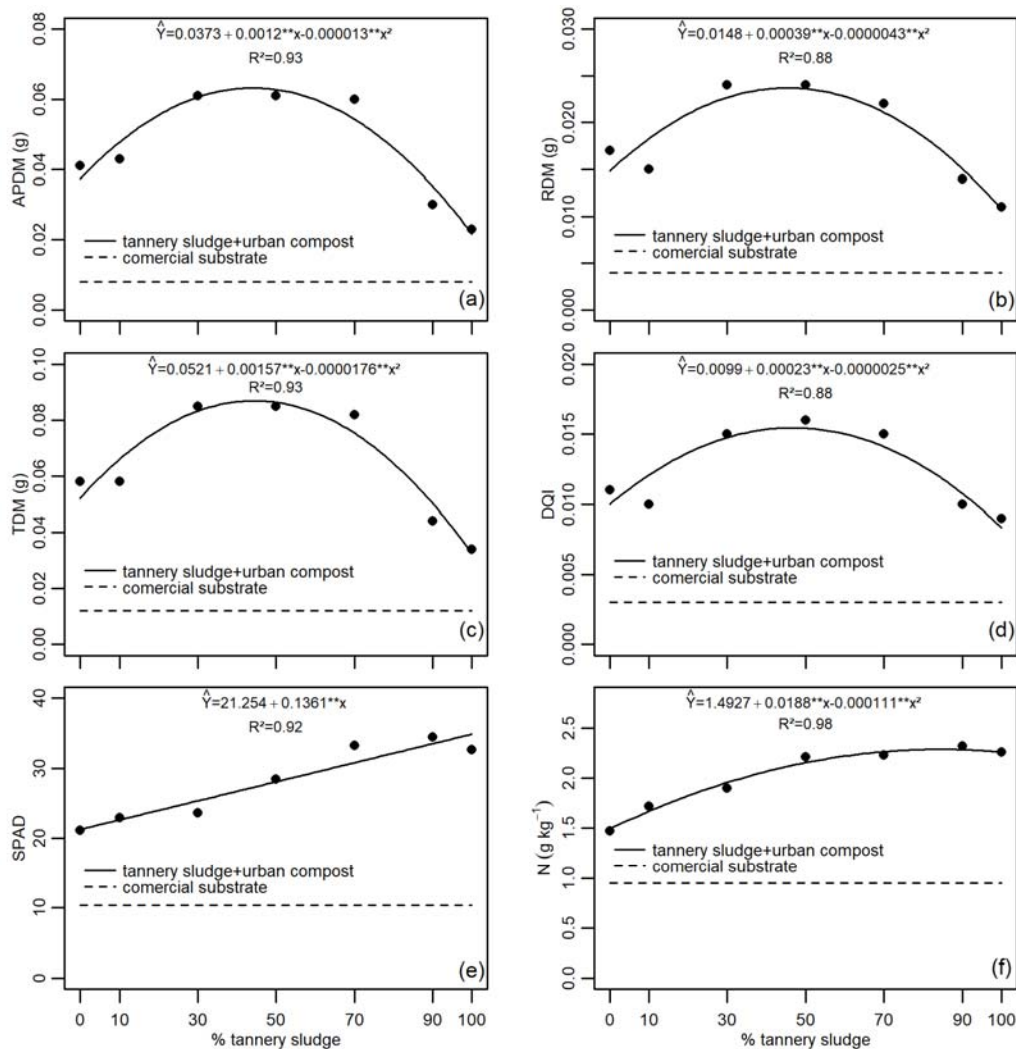 Ŷ=0.0373 + 0.0012**x-0.000013**x²
R²=0.93
APDM (g)
0.00 0.02 0.04 0.06 0.08
tannery sludge+urban compost
comercial substrate
(a)
Ŷ=0.0148 + 0.00039**x-0.0000043**x²
R²=0.88
RDM (g)
0.000 0.010 0.020 0.030
tannery sludge+urban compost
comercial substrate
(b)
Ŷ=0.0521 + 0.00157**x-0.0000176**x²
R²=0.93
TDM (g)
0.00 0.02 0.04 0.06 0.08 0.10
tannery sludge+urban compost
comercial substrate
(c)
Ŷ=0.0099 + 0.00023**x-0.0000025**x²
R²=0.88
DQI
0.000 0.005 0.010 0.015 0.020
tannery sludge+urban compost
comercial substrate
(d)
Ŷ=21.254 + 0.1361**x
R²=0.92
SPAD
0 10 20 30 40
tannery sludge+urban compost
comercial substrate
(e)
0 10 30 50 70 90 100
% tannery sludge
Ŷ=1.4927 + 0.0188**x-0.000111**x²
R²=0.98
N (g kg⁻¹)
0.0 0.5 1.0 1.5 2.0 2.5
tannery sludge+urban compost
comercial substrate
(f)
0 10 30 50 70 90 100
% tannery sludge